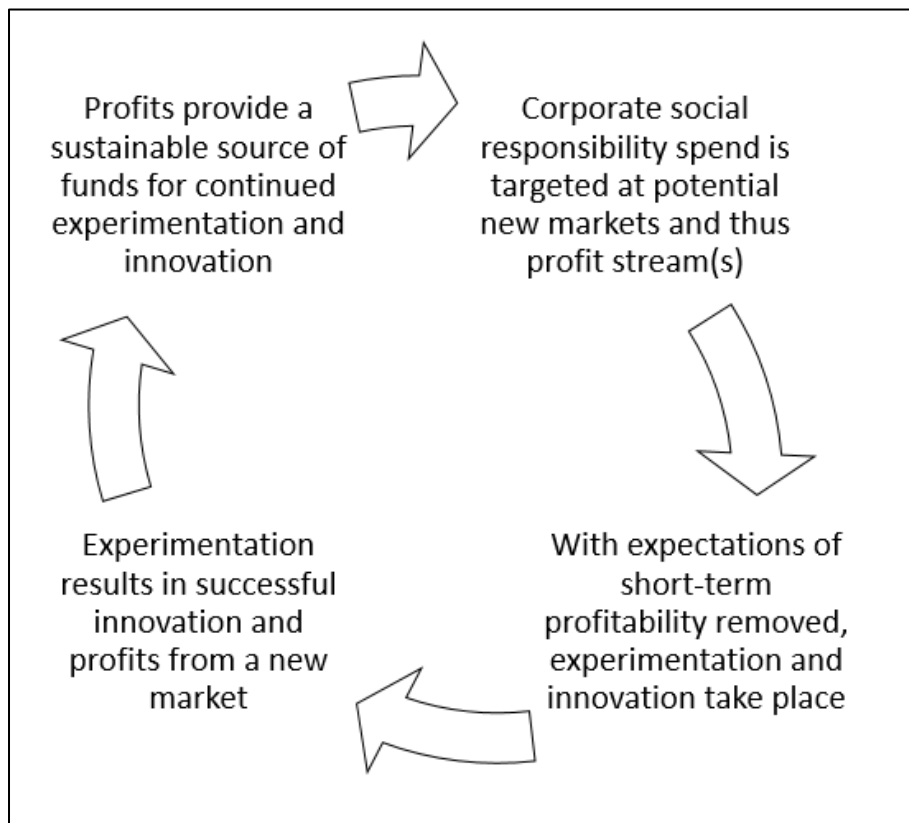 Profits provide a
sustainable source of
funds for continued
experimentation and
innovation
Corporate social
responsibility spend is
targeted at potential
new markets and thus
profit stream(s)
With expectations of
short-term
profitability removed,
experimentation and
innovation take place
Experimentation
results in successful
innovation and
profits from a new
market